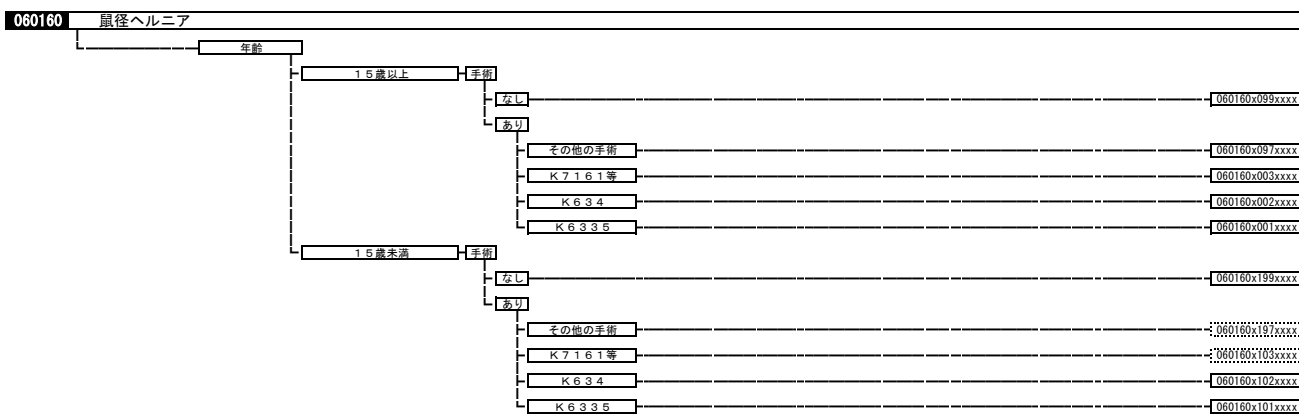 060160 鼠径ヘルニア
年齢
１５歳以上 手術
なし 060160x099xxxx
あり
その他の手術 060160x097xxxx
Ｋ７１６１等 060160x003xxxx
Ｋ６３４ 060160x002xxxx
Ｋ６３３５ 060160x001xxxx
１５歳未満 手術
なし 060160x199xxxx
あり
その他の手術 060160x197xxxx
Ｋ７１６１等 060160x103xxxx
Ｋ６３４ 060160x102xxxx
Ｋ６３３５ 060160x101xxxx